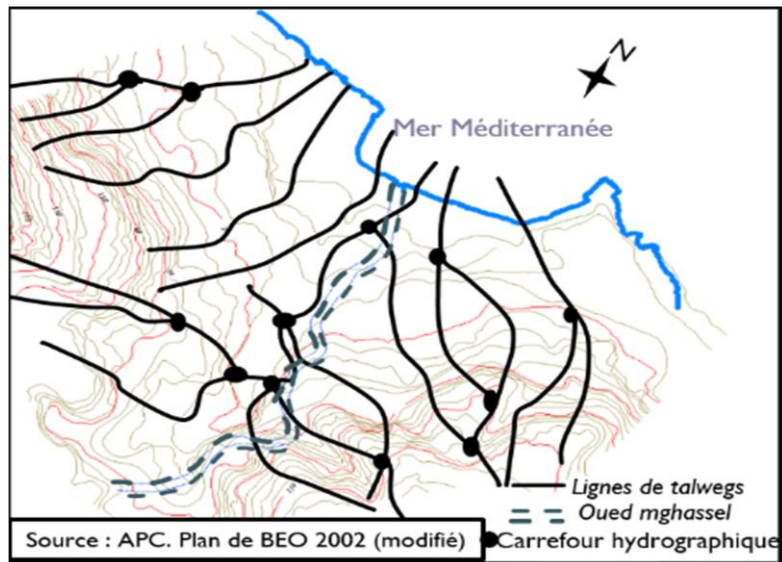 N
Mer Méditerranée
Lignes de talwegs
Oued mghassel
Source : APC. Plan de BEO 2002 (modifié)
Carrefour hydrographique